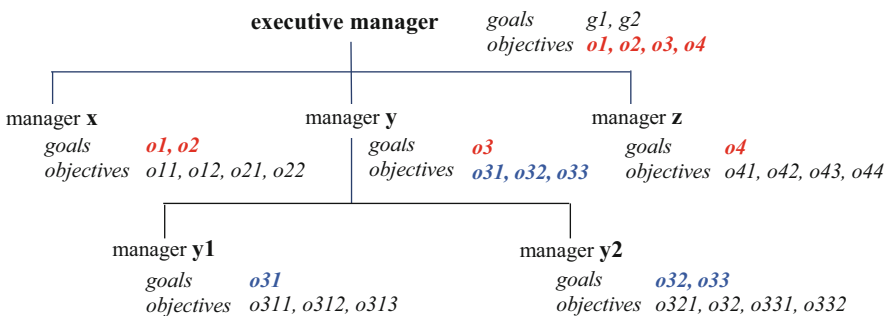 executive manager
goals g1, g2
objectives o1, o2, o3, o4
manager x
goals o1, o2
objectives o11, o12, o21, o22
manager y
goals o3
objectives o31, o32, o33
manager z
goals o4
objectives o41, o42, o43, o44
manager y1
goals o31
objectives o311, o312, o313
manager y2
goals o32, o33
objectives o321, o32, o331, o332